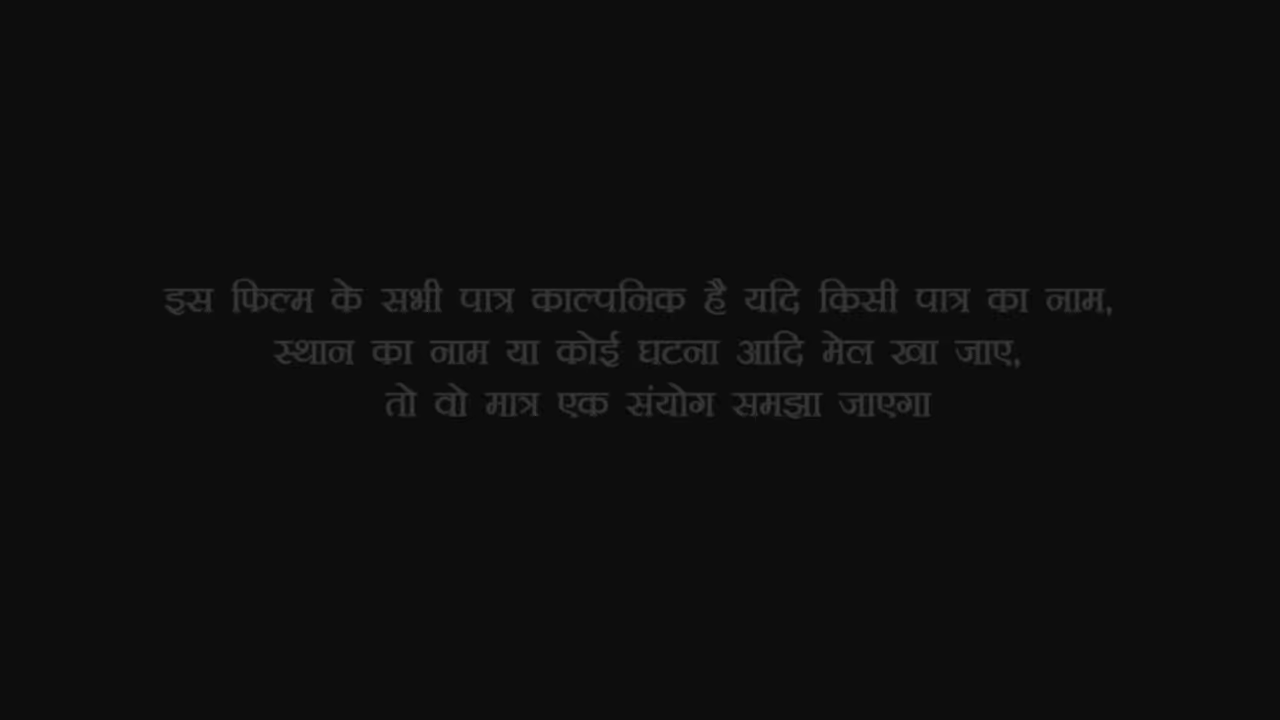 इस फिल्म के सभी पात्र काल्पनिक है यदि किसी पात्र का नाम,
स्थान का नाम या कोई घटना आदि मेल खा जाए,
तो वो मात्र एक संयोग समझा जाएगा